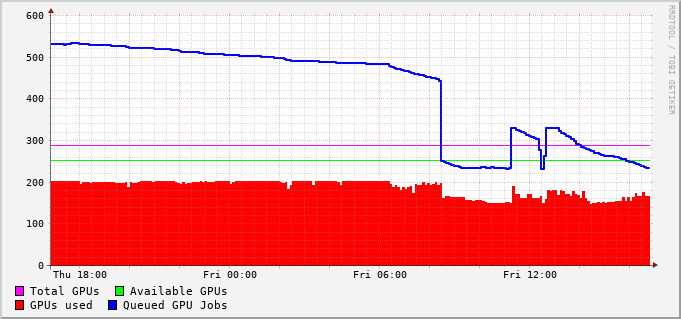 600
500
400
300
200
100
0
Thu 18:00 Fri 00:00 Fri 06:00 Fri 12:00
Total GPUs Available GPUs
GPUs used Queued GPU Jobs
RRDTOOL / TOBI OETIKER